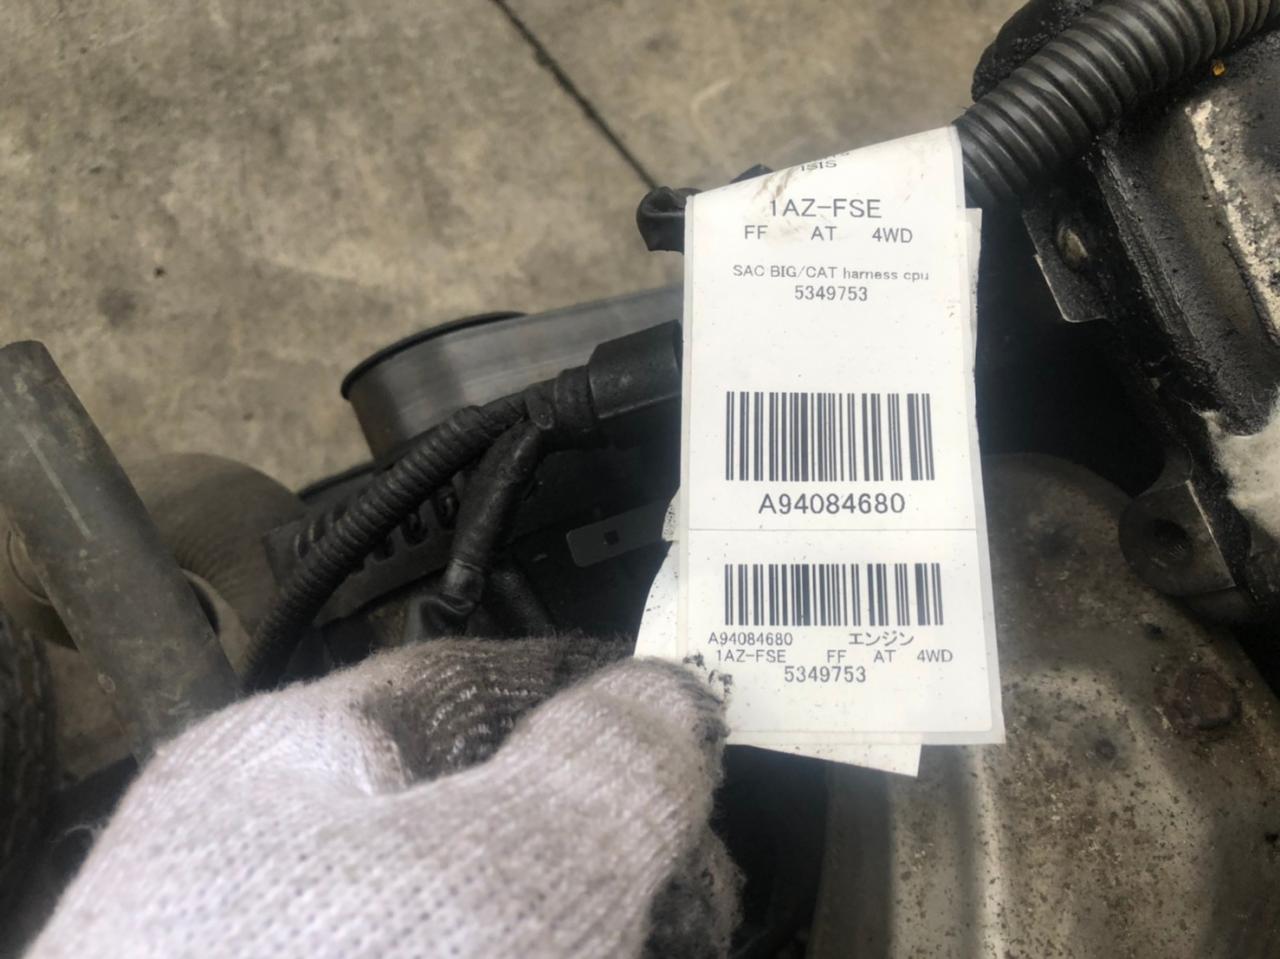 ISIS
1AZ-FSE
FF AT 4WD
SAC BIG/CAT harness cpu
5349753
A94084680
A94084680 エンジン
1AZ-FSE FF AT 4WD
5349753